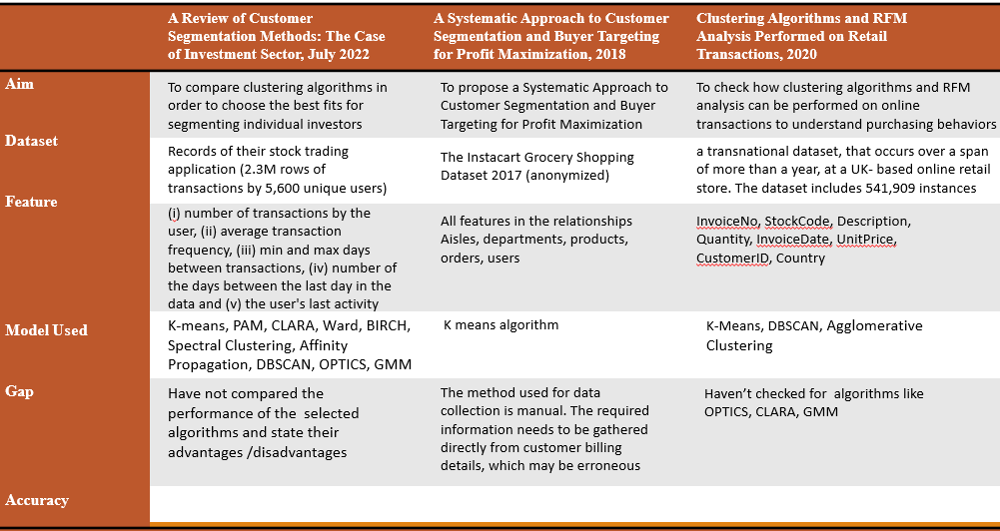 A Review of Customer
Segmentation Methods: The Case
of Investment Sector, July 2022
A Systematic Approach to Customer
Segmentation and Buyer Targeting
for Profit Maximization, 2018
Clustering Algorithms and RFM
Analysis Performed on Retail
Transactions, 2020
Aim
To compare clustering algorithms in
order to choose the best fits for
segmenting individual investors
To propose a Systematic Approach to
Customer Segmentation and Buyer
Targeting for Profit Maximization
To check how clustering algorithms and RFM
analysis can be performed on online
transactions to understand purchasing behaviors
Dataset
Records of their stock trading
application (2.3M rows of
transactions by 5,600 unique users)
The Instacart Grocery Shopping
Dataset 2017 (anonymized)
a transnational dataset, that occurs over a span
of more than a year, at a UK- based online retail
store. The dataset includes 541,909 instances
Feature
(i) number of transactions by the
user, (ii) average transaction
frequency, (iii) min and max days
between transactions, (iv) number of
the days between the last day in the
data and (v) the user's last activity
All features in the relationships
Aisles, departments, products,
orders, users
InvoiceNo, StockCode, Description,
Quantity, InvoiceDate, UnitPrice,
CustomerID, Country
Model Used
K-means, PAM, CLARA, Ward, BIRCH,
Spectral Clustering, Affinity
Propagation, DBSCAN, OPTICS, GMM
K means algorithm
K-Means, DBSCAN, Agglomerative
Clustering
Gap
Have not compared the
performance of the selected
algorithms and state their
advantages /disadvantages
The method used for data
collection is manual. The required
information needs to be gathered
directly from customer billing
details, which may be erroneous
Haven't checked for algorithms like
OPTICS, CLARA, GMM
Accuracy